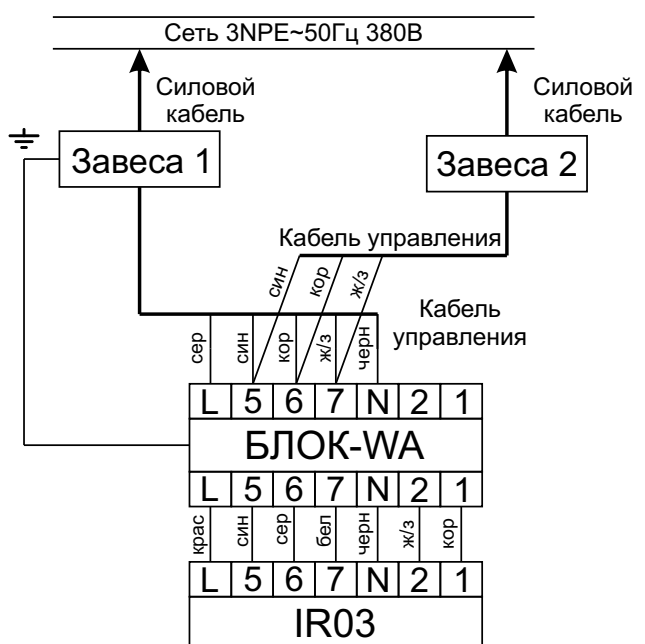 Сеть 3NPE~50Гц 380В
Силовой
кабель
Силовой
кабель
Завеса 1
Завеса 2
Кабель управления
син
кор
ж/з
Кабель
управления
сер
син
кор
ж/з
черн
L 5 6 7 N 2 1
БЛОК-WA
L 5 6 7 N 2 1
крас
син
сер
бел
черн
ж/з
кор
L 5 6 7 N 2 1
IR03